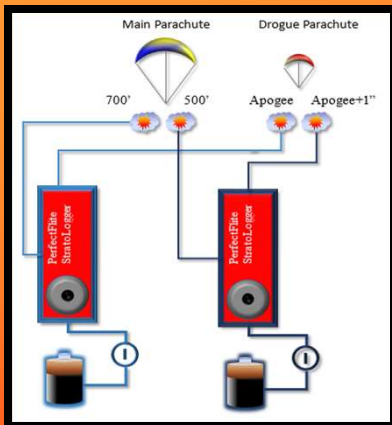 Main Parachute
Drogue Parachute
700'
500'
Apogee
Apogee+1”
PerfectFlite
StratoLogger
PerfectFlite
StratoLogger